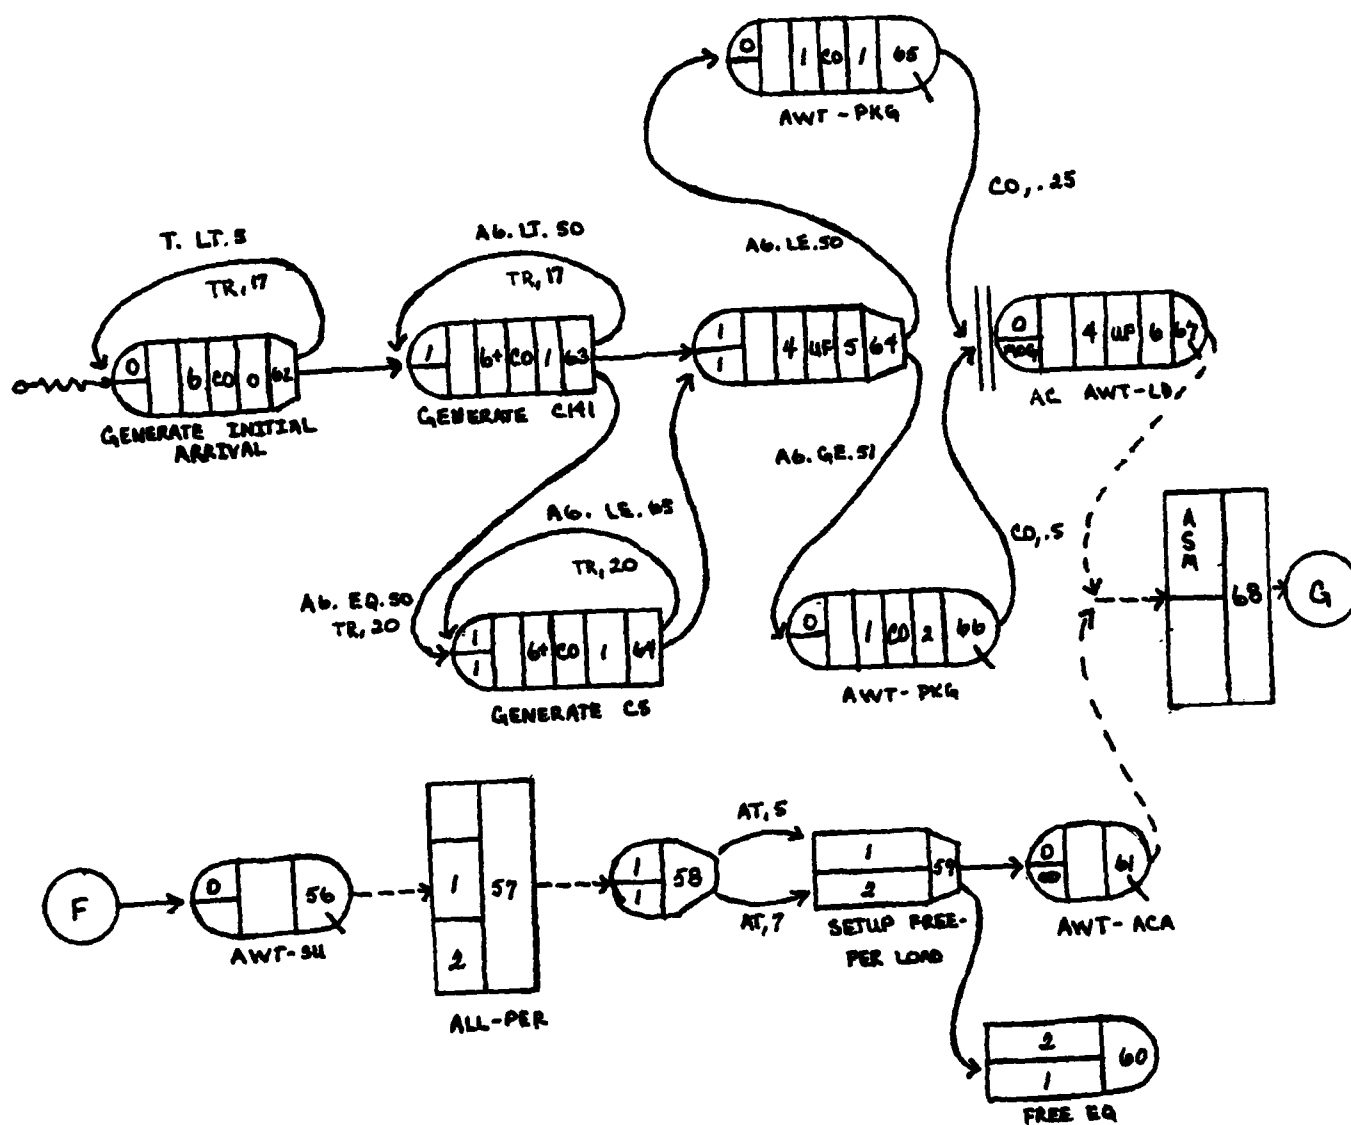 0 1 CO 1 65
AWT-PKG
CO, .25
T. LT. 5
TR, 17
A6. LT. 50
TR, 17
A6. LE. 50
0 6 CO 0 62
GENERATE INITIAL
ARRIVAL
1 6+ CO 1 63
GENERATE C141
1 1 4 UF 5 64
0 4 UF 6 67
AC AWT-LD
A6. GE. 51
A6. LE. 65
TR, 20
A6. EQ. 50
TR, 20
CO, .5
1 1 6+ CO 1 64
GENERATE C5
0 1 CO 2 66
AWT-PKG
ASM 68
G
F
0 56
AWT-SU
1 2 57
ALL-PER
1 1 58
AT, 5
AT, 7
1 2 59
SETUP FREE-
PER LOAD
0 61
AWT-ACA
2 1 60
FREE EQ